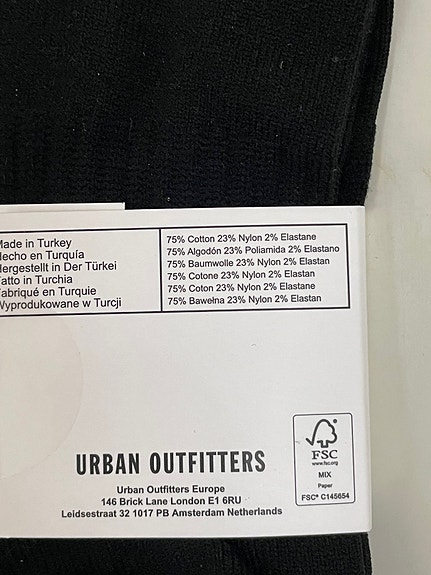 Made in Turkey
Hecho en Turquía
Hergestellt in Der Türkei
Fatto in Turchia
Fabriqué en Turquie
Wyprodukowane w Turcji
75% Cotton 23% Nylon 2% Elastane
75% Algodón 23% Poliamida 2% Elastano
75% Baumwolle 23% Nylon 2% Elastan
75% Cotone 23% Nylon 2% Elastan
75% Coton 23% Nylon 2% Elastane
75% Bawełna 23% Nylon 2% Elastan
URBAN OUTFITTERS
Urban Outfitters Europe
146 Brick Lane London E1 6RU
Leidsestraat 32 1017 PB Amsterdam Netherlands
FSC
www.fsc.org
MIX
Paper
FSC® C145654